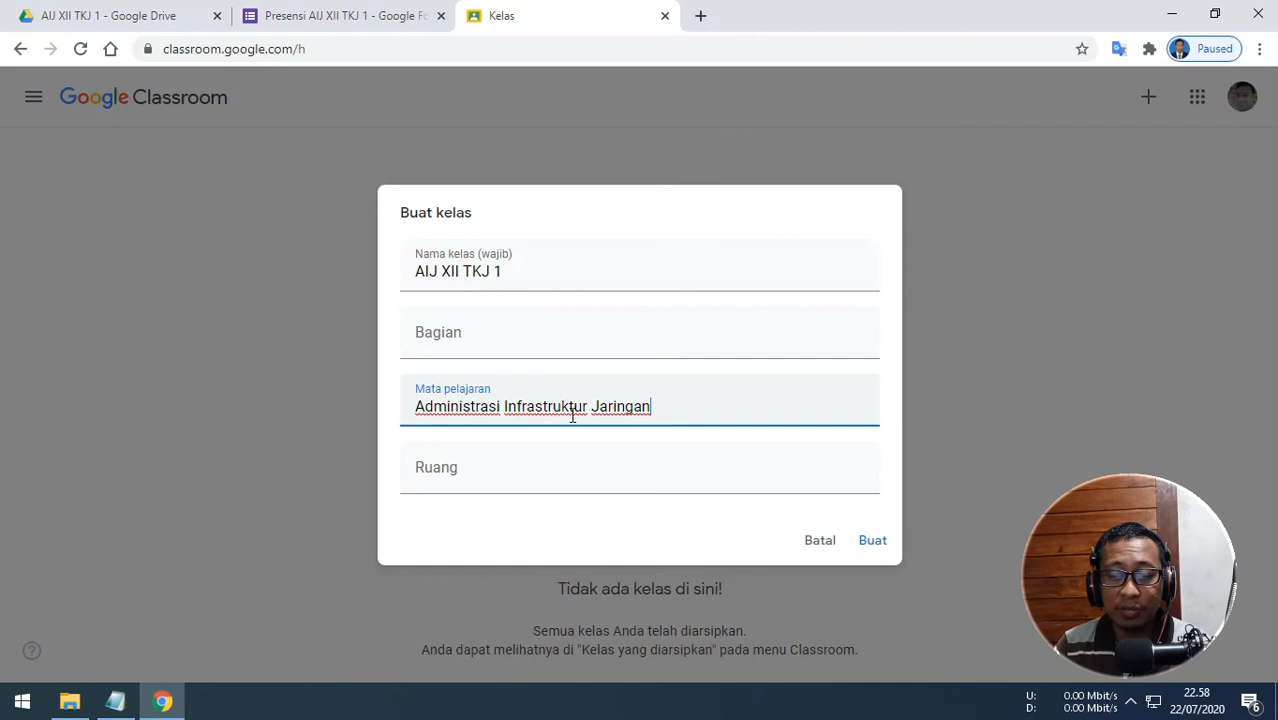 AIJ XII TKJ 1 - Google Drive
Presensi AIJ XII TKJ 1 - Google Fo
Kelas
classroom.google.com/h
Paused
Google Classroom
Buat kelas
Nama kelas (wajib)
AIJ XII TKJ 1
Bagian
Mata pelajaran
Administrasi Infrastruktur Jaringan
Ruang
Batal Buat
Tidak ada kelas di sini!
Semua kelas Anda telah diarsipkan.
Anda dapat melihatnya di "Kelas yang diarsipkan" pada menu Classroom.
U: 0.00 Mbit/s
D: 0.00 Mbit/s
22.58
22/07/2020
6